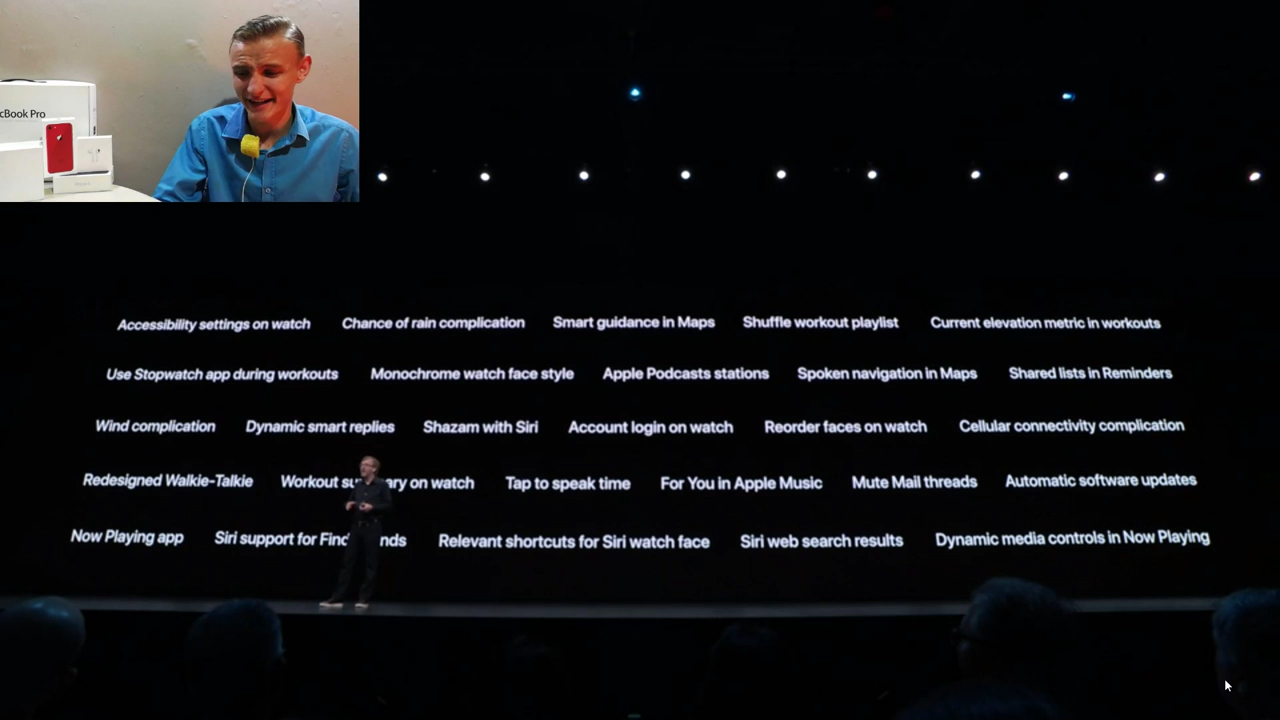 cBook Pro
Accessibility settings on watch Chance of rain complication Smart guidance in Maps Shuffle workout playlist Current elevation metric in workouts
Use Stopwatch app during workouts Monochrome watch face style Apple Podcasts stations Spoken navigation in Maps Shared lists in Reminders
Wind complication Dynamic smart replies Shazam with Siri Account login on watch Reorder faces on watch Cellular connectivity complication
Redesigned Walkie-Talkie Workout su ary on watch Tap to speak time For You in Apple Music Mute Mail threads Automatic software updates
Now Playing app Siri support for Find nds Relevant shortcuts for Siri watch face Siri web search results Dynamic media controls in Now Playing